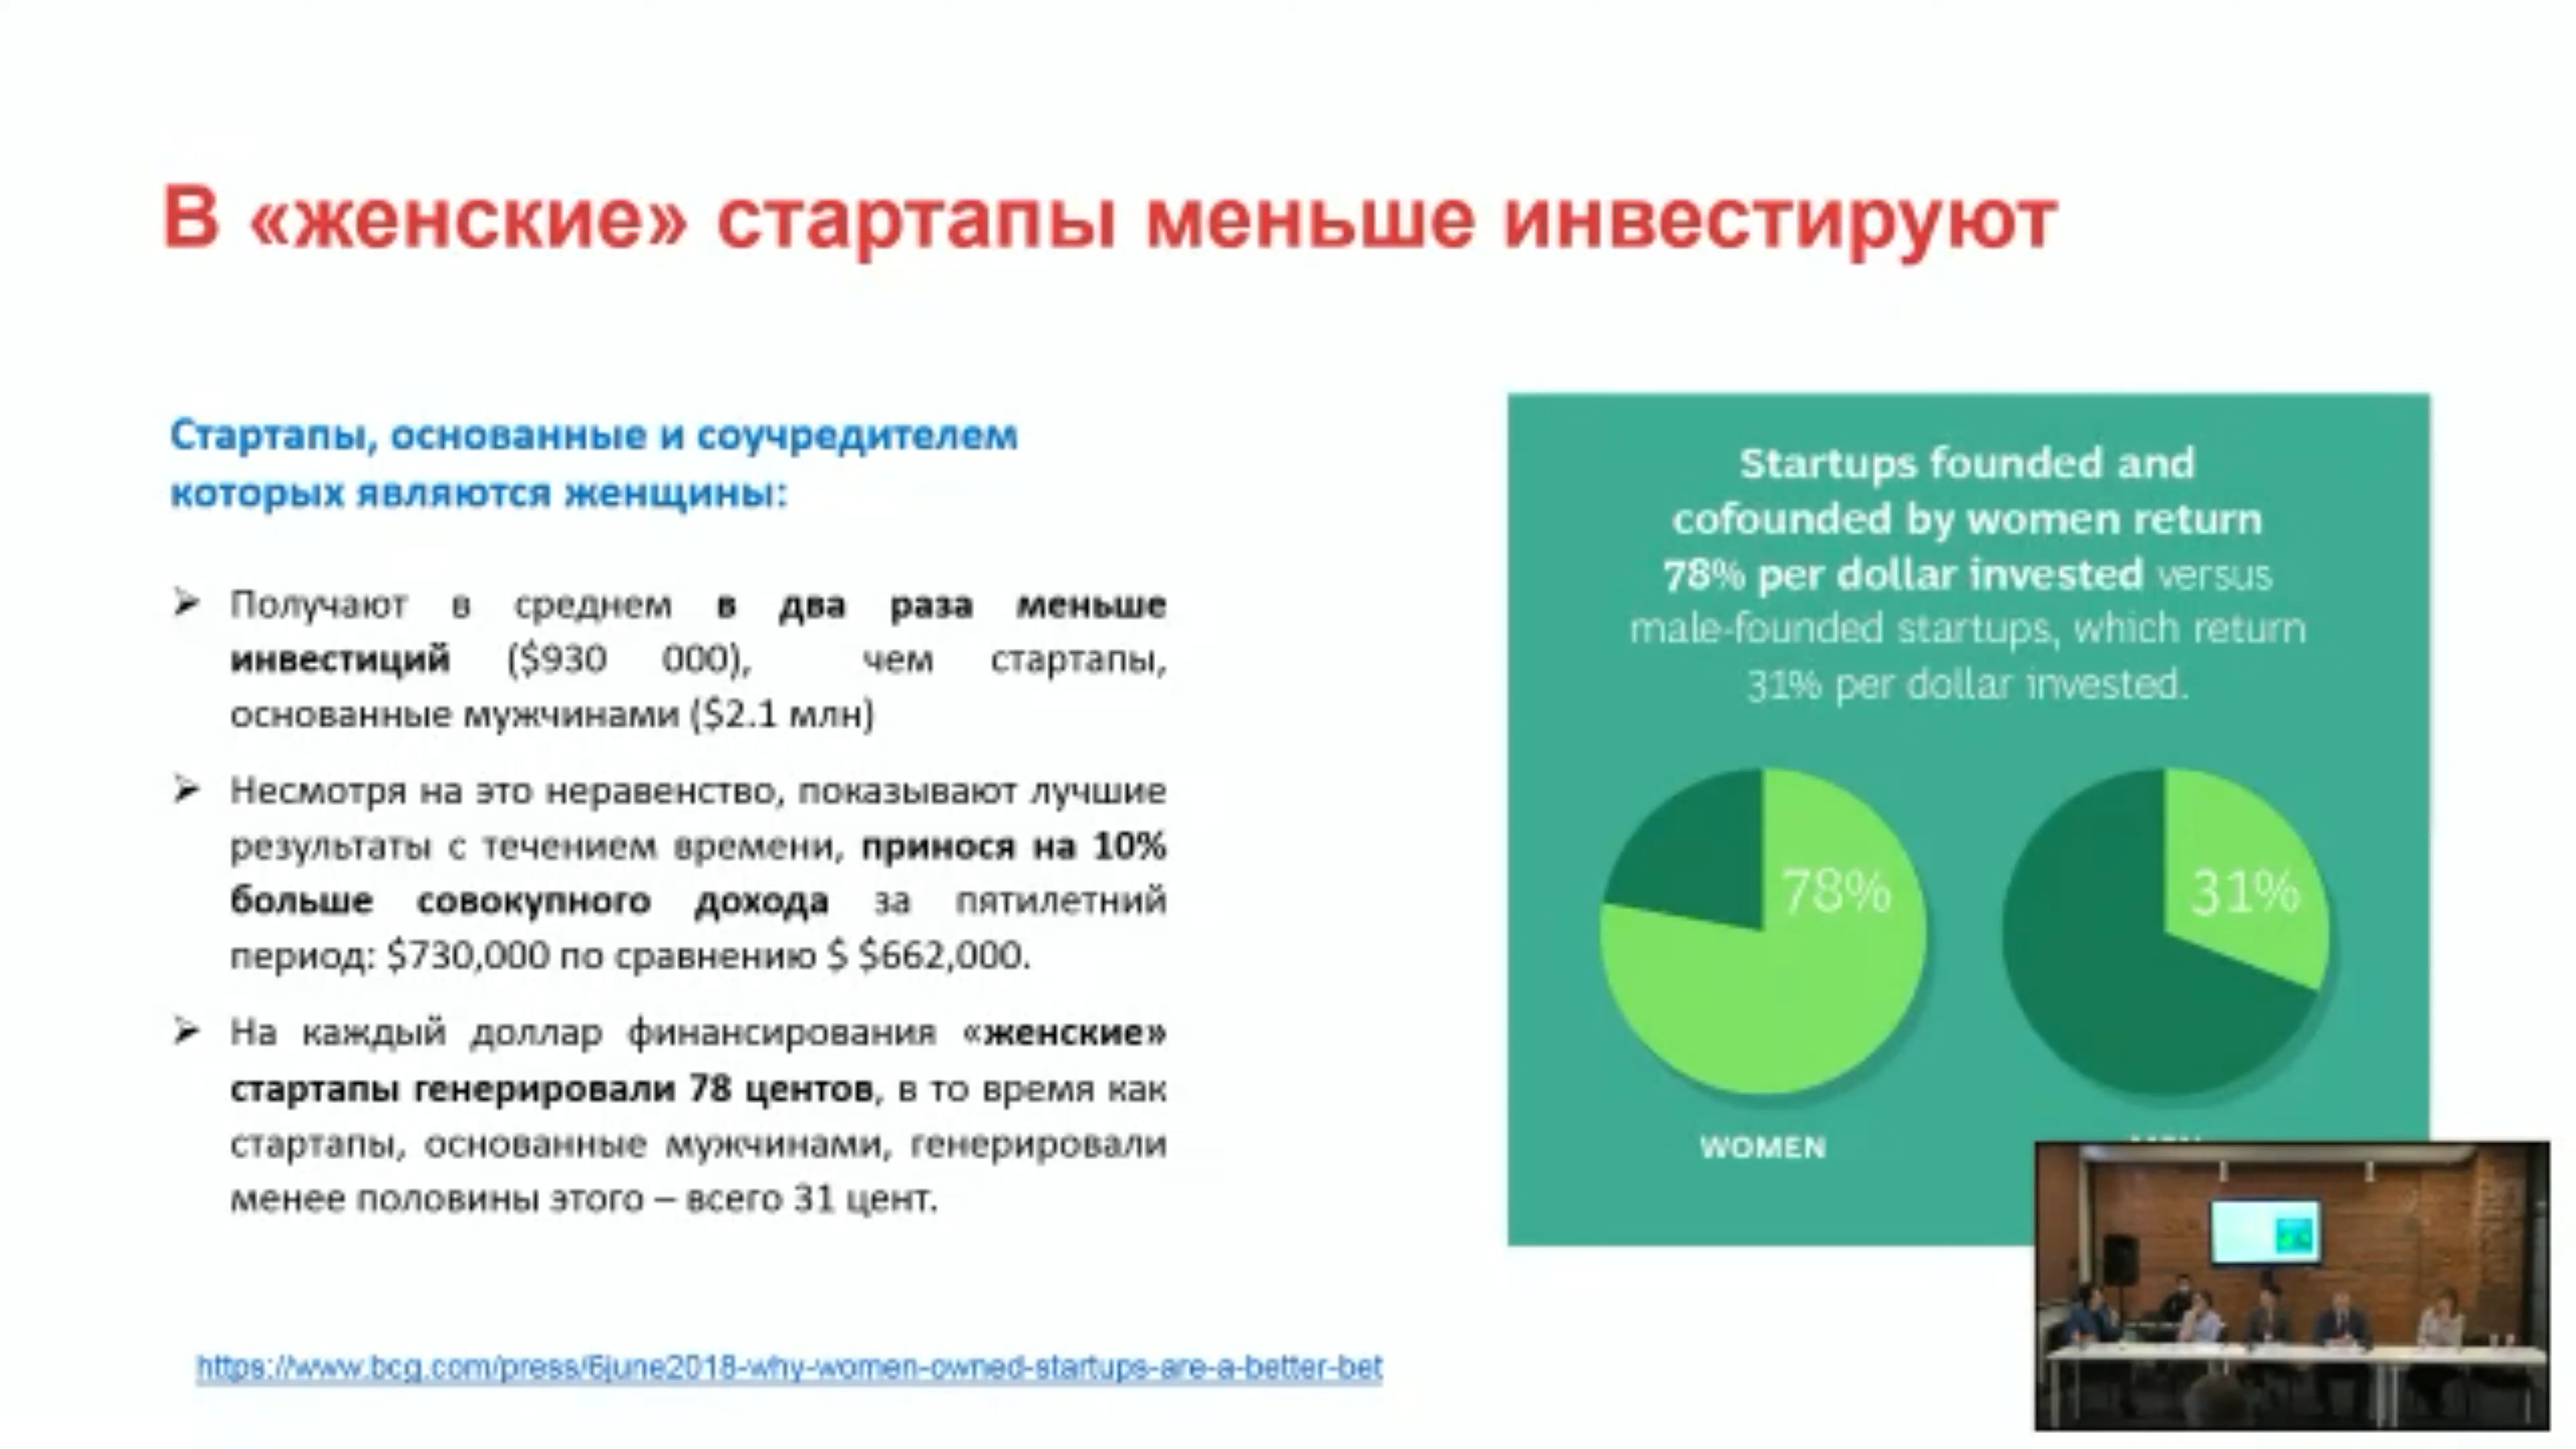 В «женские» стартапы меньше инвестируют
Стартапы, основанные и соучредителем
которых являются женщины:
➢ Получают в среднем в два раза меньше
инвестиций ($930 000), чем стартапы,
основанные мужчинами ($2.1 млн)
➢ Несмотря на это неравенство, показывают лучшие
результаты с течением времени, принося на 10%
больше совокупного дохода за пятилетний
период: $730,000 по сравнению $ $662,000.
➢ На каждый доллар финансирования «женские»
стартапы генерировали 78 центов, в то время как
стартапы, основанные мужчинами, генерировали
менее половины этого – всего 31 цент.
https://www.bcg.com/press/6june2018-why-women-owned-startups-are-a-better-bet
Startups founded and
cofounded by women return
78% per dollar invested versus
male-founded startups, which return
31% per dollar invested.
78%
31%
WOMEN